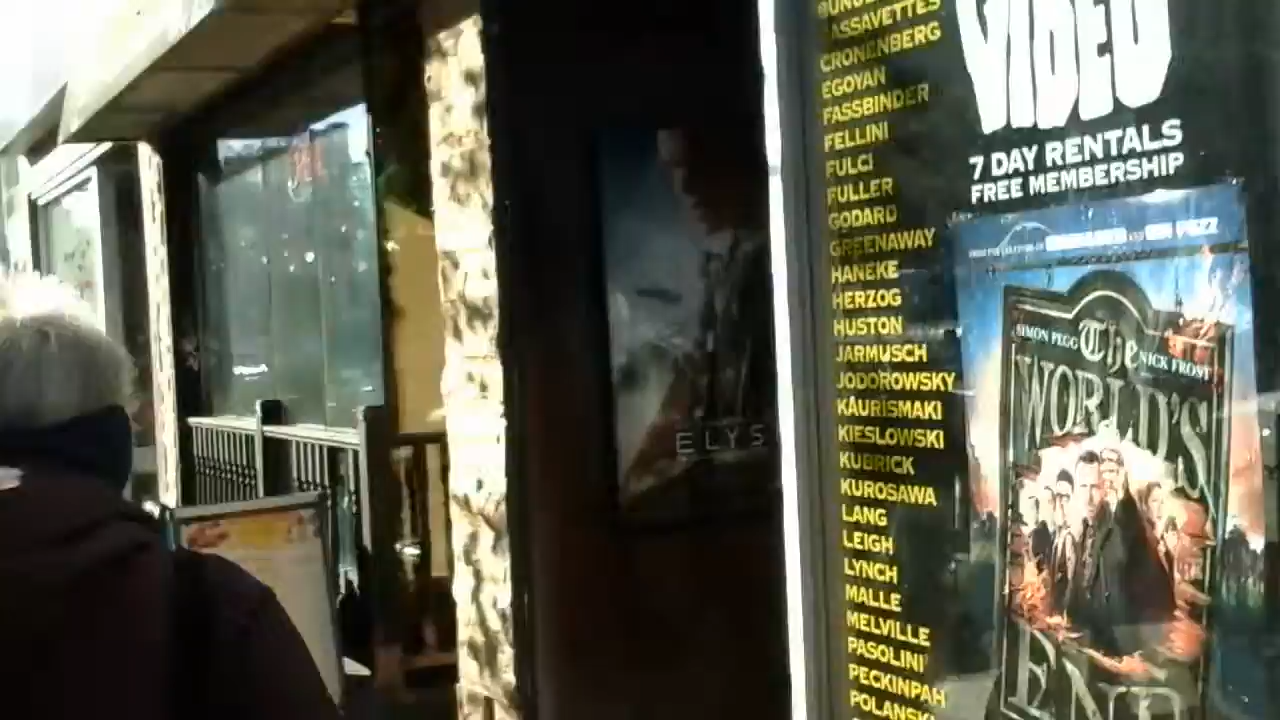 CASSAVETTES
CRONENBERG
EGOYAN
FASSBINDER
FELLINI
FULCI
FULLER
GODARD
GREENAWAY
HANEKE
HERZOG
HUSTON
JARMUSCH
JODOROWSKY
KAURISMAKI
KIESLOWSKI
KUBRICK
KUROSAWA
LANG
LEIGH
LYNCH
MALLE
MELVILLE
PASOLINI
PECKINPAH
POLANSKI
VIDEO
7 DAY RENTALS
FREE MEMBERSHIP
SIMON PEGG
NICK FROST
The
WORLD'S
END
ELYS